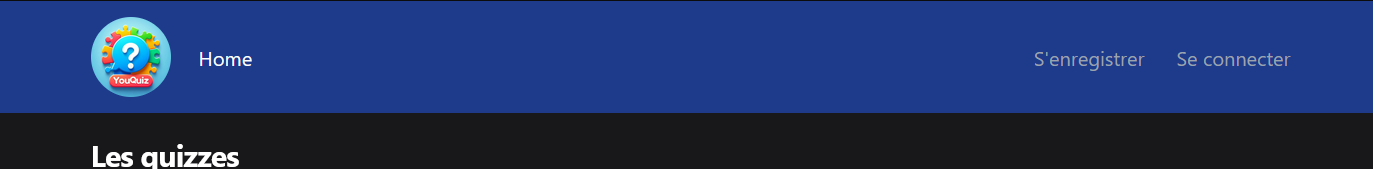 ?
YouQuiz
Home
S'enregistrer
Se connecter
Les quizzes